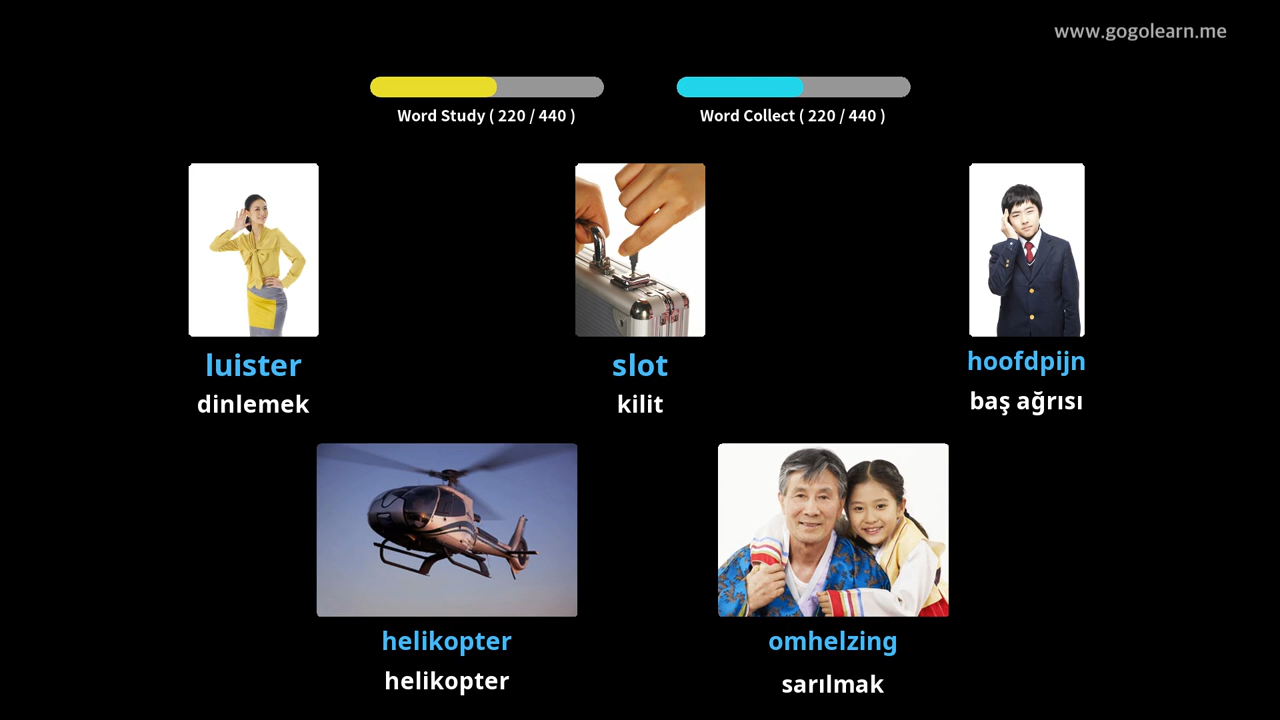 www.gogolearn.me
Word Study ( 220 / 440 )
Word Collect ( 220 / 440 )
luister
dinlemek
slot
kilit
hoofdpijn
baş ağrısı
helikopter
helikopter
omhelzing
sarılmak